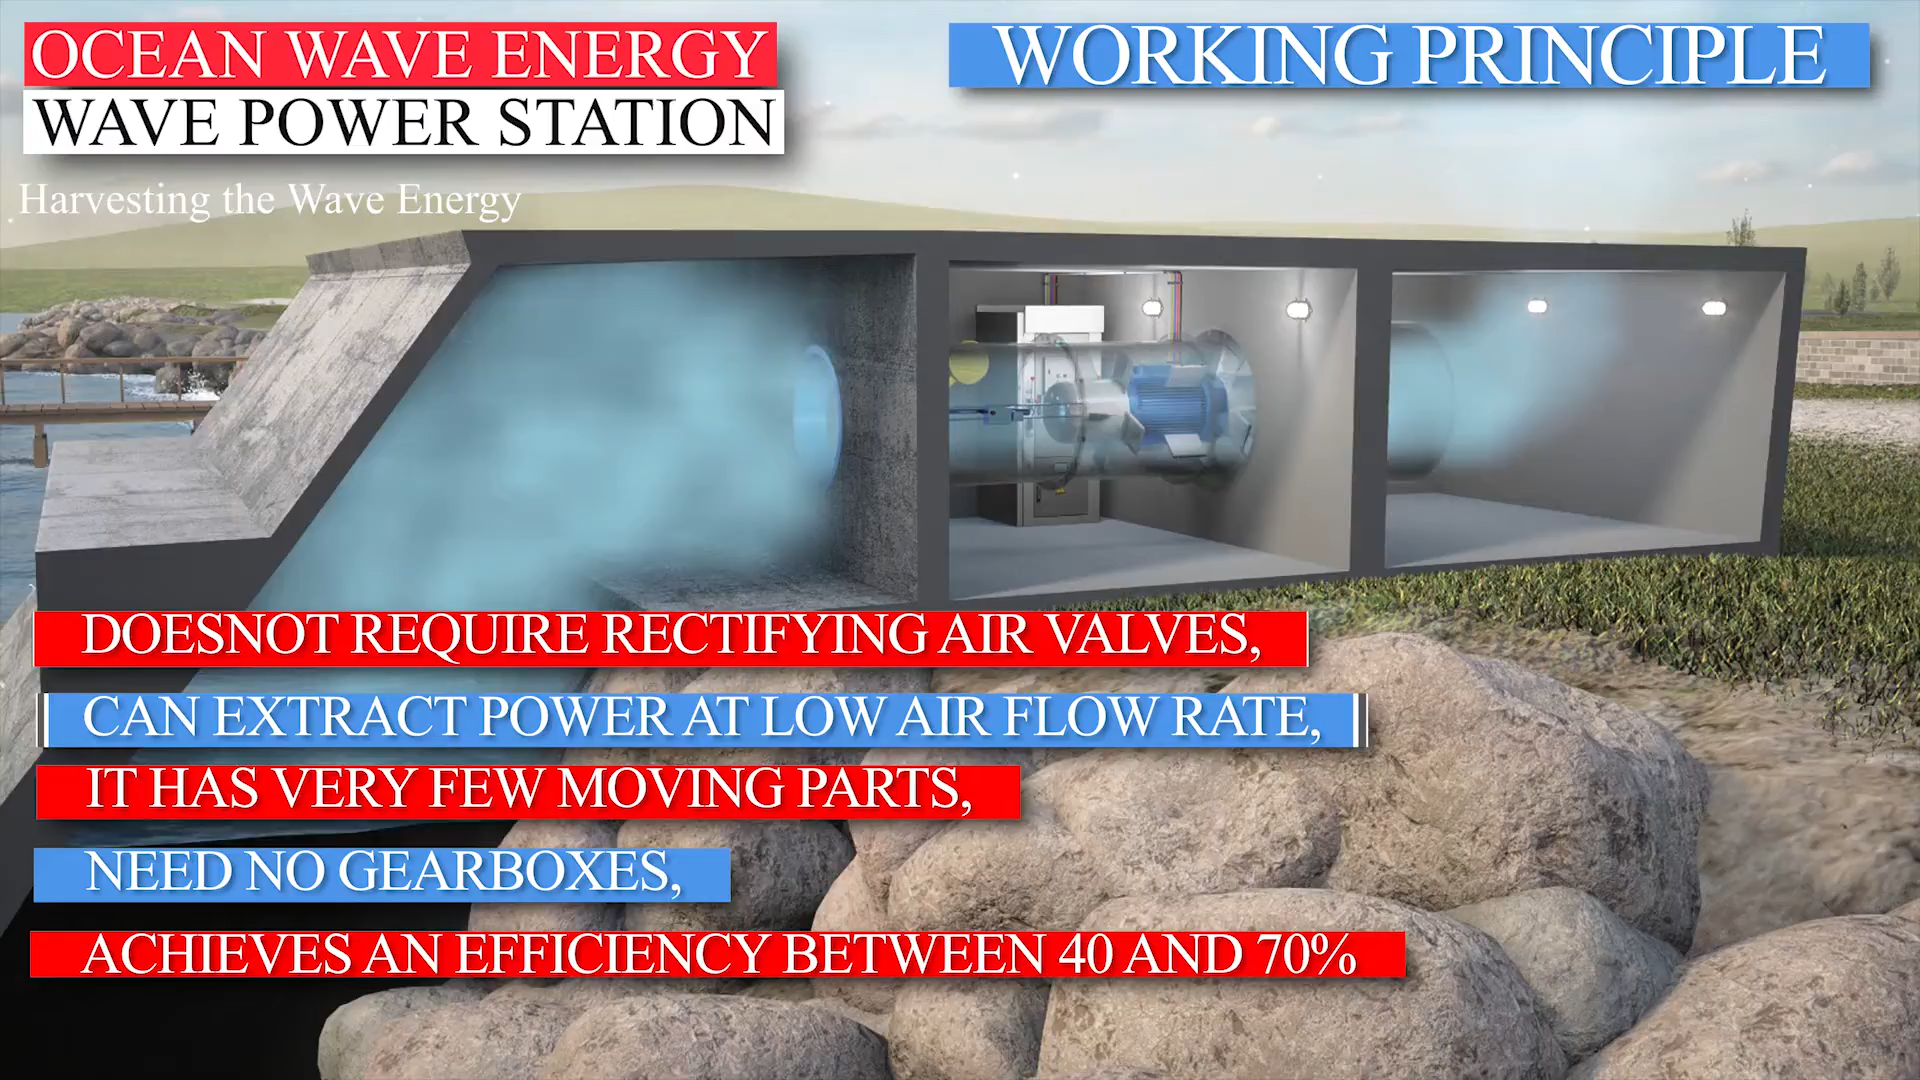 OCEAN WAVE ENERGY
WAVE POWER STATION
Harvesting the Wave Energy
WORKING PRINCIPLE
DOESNOT REQUIRE RECTIFYING AIR VALVES,
CAN EXTRACT POWER AT LOW AIR FLOW RATE,
IT HAS VERY FEW MOVING PARTS,
NEED NO GEARBOXES,
ACHIEVES AN EFFICIENCY BETWEEN 40 AND 70%